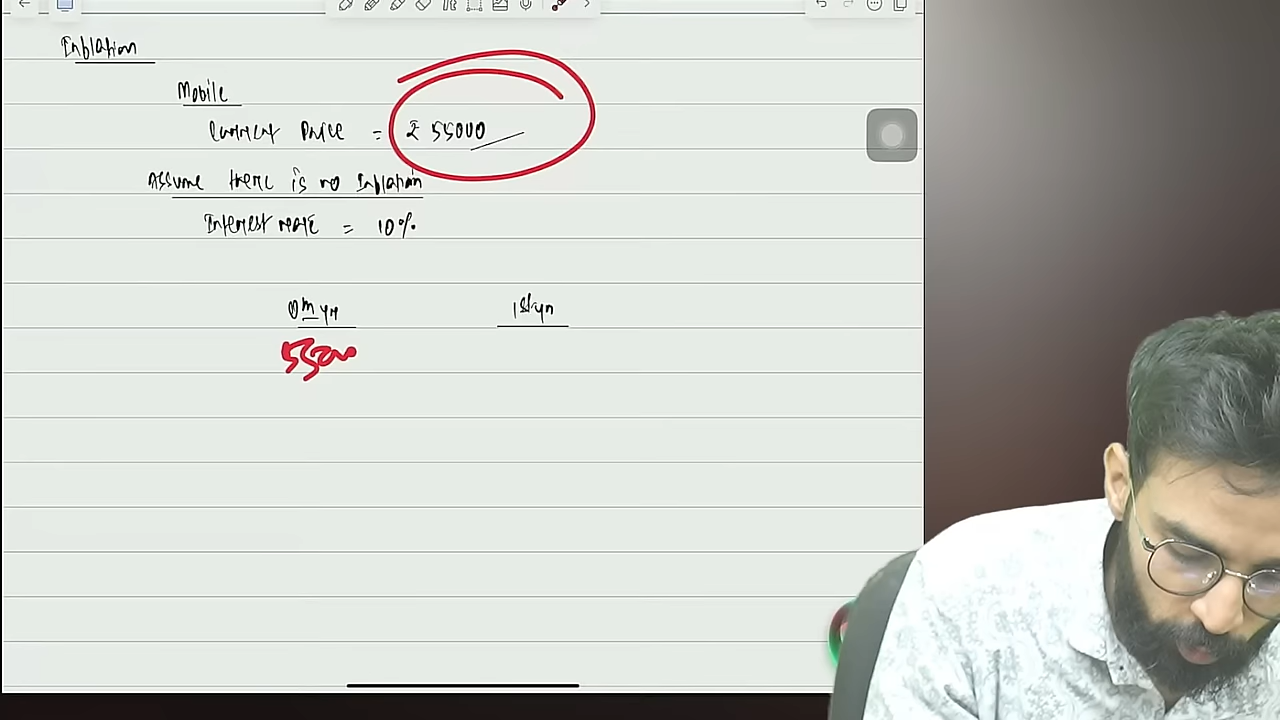 Inflation
Mobile
Current Price = ₹ 55000
Assume there is no Inflation
Interest rate = 10%
0th yr 1st yr
55000